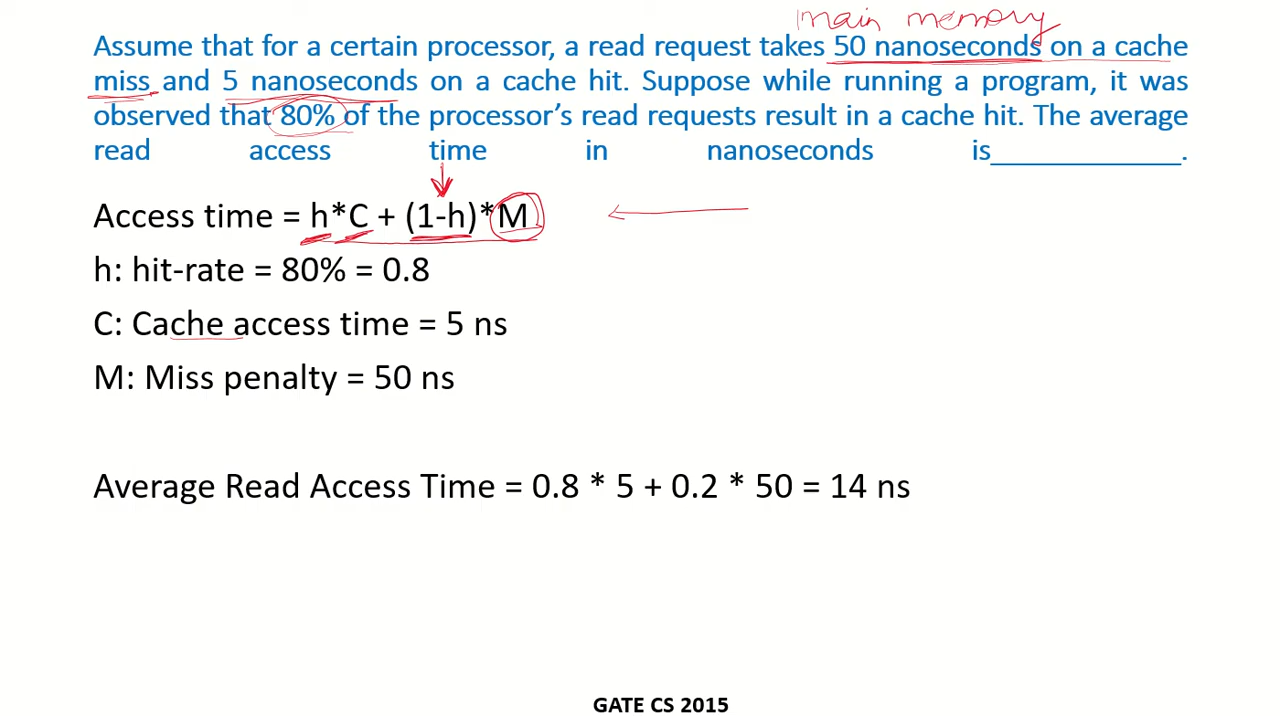 main memory
Assume that for a certain processor, a read request takes 50 nanoseconds on a cache
miss and 5 nanoseconds on a cache hit. Suppose while running a program, it was
observed that 80% of the processor's read requests result in a cache hit. The average
read access time in nanoseconds is____________.
Access time = h*C + (1-h)*M
h: hit-rate = 80% = 0.8
C: Cache access time = 5 ns
M: Miss penalty = 50 ns
Average Read Access Time = 0.8 * 5 + 0.2 * 50 = 14 ns
GATE CS 2015